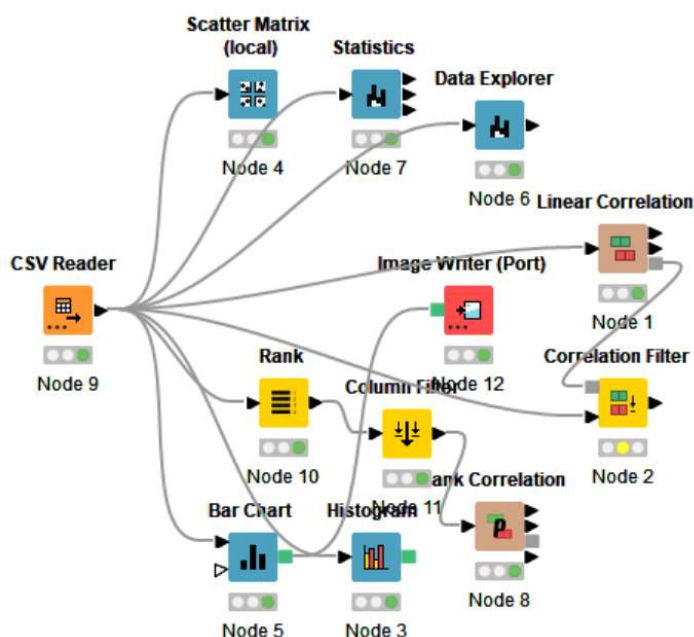 Scatter Matrix
(local)
Statistics
Data Explorer
Node 4
Node 7
Node 6
Linear Correlation
CSV Reader
Image Writer (Port)
Node 1
Node 9
Rank
Node 12
Correlation Filter
Column Filter
Node 10
Node 2
Node 11
ank Correlation
Bar Chart
Histogram
p
Node 8
Node 5
Node 3